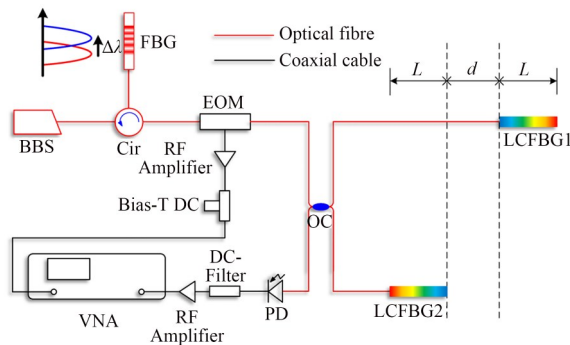 Δλ
FBG
Optical fibre
Coaxial cable
L
d
L
BBS
Cir
EOM
RF
Amplifier
LCFBG1
Bias-T DC
OC
DC-
Filter
VNA
RF
Amplifier
PD
LCFBG2